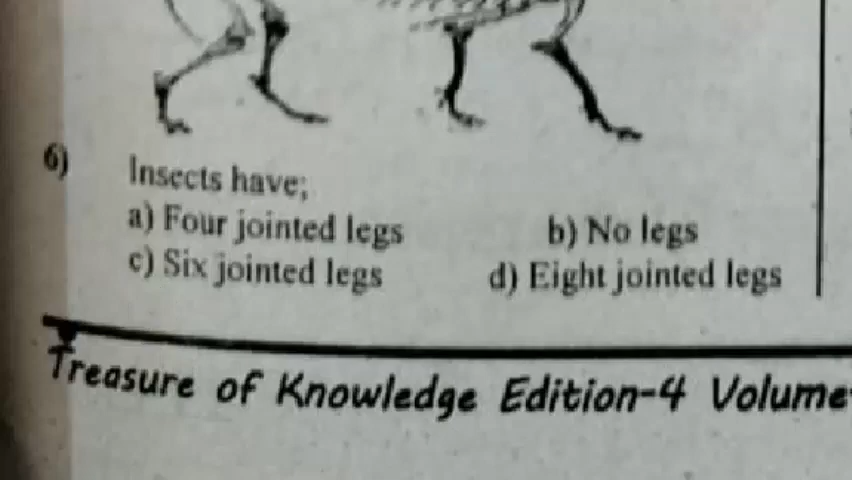 6) Insects have;
a) Four jointed legs b) No legs
c) Six jointed legs d) Eight jointed legs
Treasure of Knowledge Edition-4 Volume